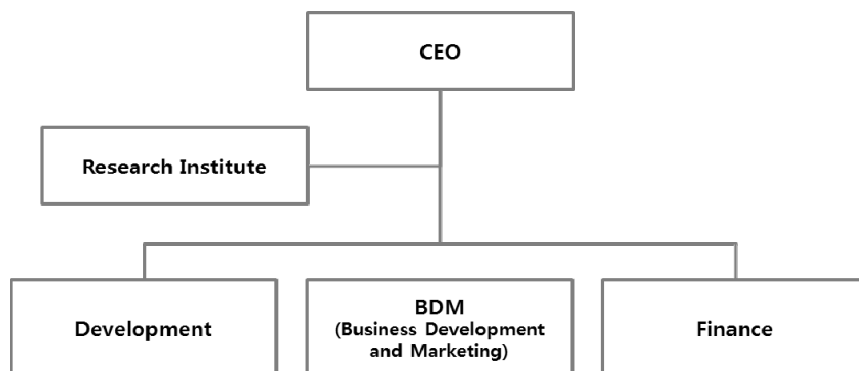 CEO
Research Institute
Development
BDM
(Business Development
and Marketing)
Finance